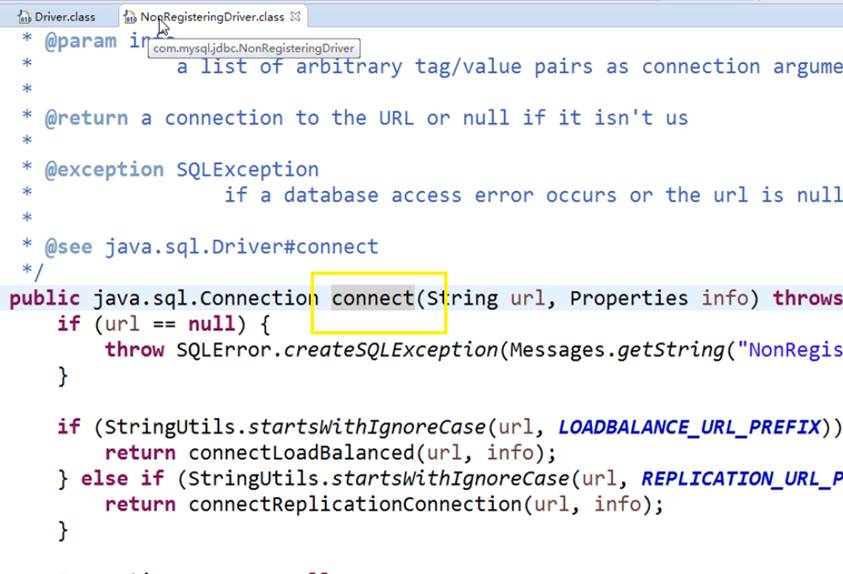 Driver.class NonRegisteringDriver.class
* @param info
com.mysql.jdbc.NonRegisteringDriver
* a list of arbitrary tag/value pairs as connection argume
*
* @return a connection to the URL or null if it isn't us
*
* @exception SQLException
* if a database access error occurs or the url is null
*
* @see java.sql.Driver#connect
*/
public java.sql.Connection connect(String url, Properties info) throws
if (url == null) {
throw SQLError.createSQLException(Messages.getString("NonRegis
}
if (StringUtils.startsWithIgnoreCase(url, LOADBALANCE_URL_PREFIX))
return connectLoadBalanced(url, info);
} else if (StringUtils.startsWithIgnoreCase(url, REPLICATION_URL_P
return connectReplicationConnection(url, info);
}